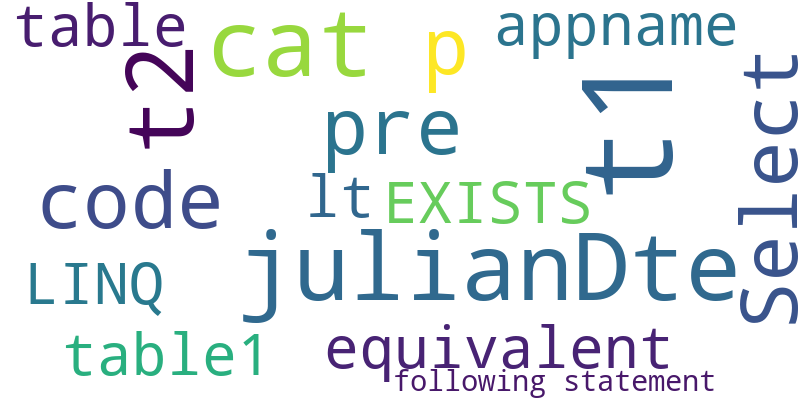 table
cat
p
appname
t2
t1
Select
pre
code
lt
EXISTS
LINQ
julianDte
table1
equivalent
following statement